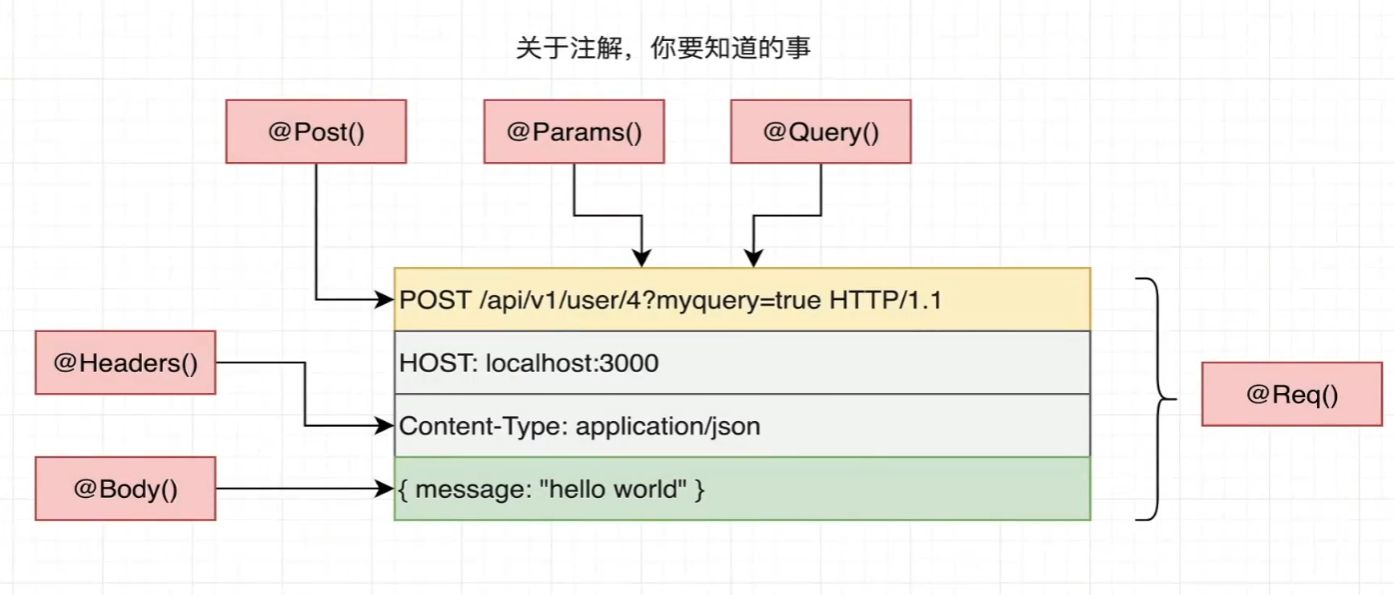 关于注解，你要知道的事
@Post()
@Params()
@Query()
POST /api/v1/user/4?myquery=true HTTP/1.1
@Headers()
HOST: localhost:3000
@Req()
Content-Type: application/json
@Body()
{ message: "hello world" }